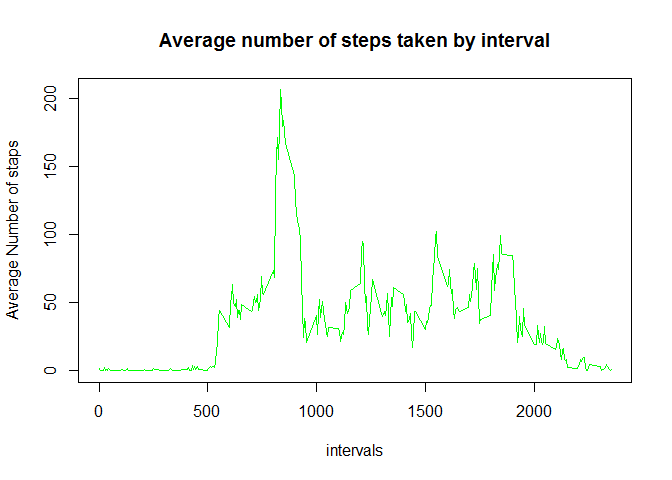 Average number of steps taken by interval
Average Number of staps
200
150
100
50
0
0 500 1000 1500 2000
intervals